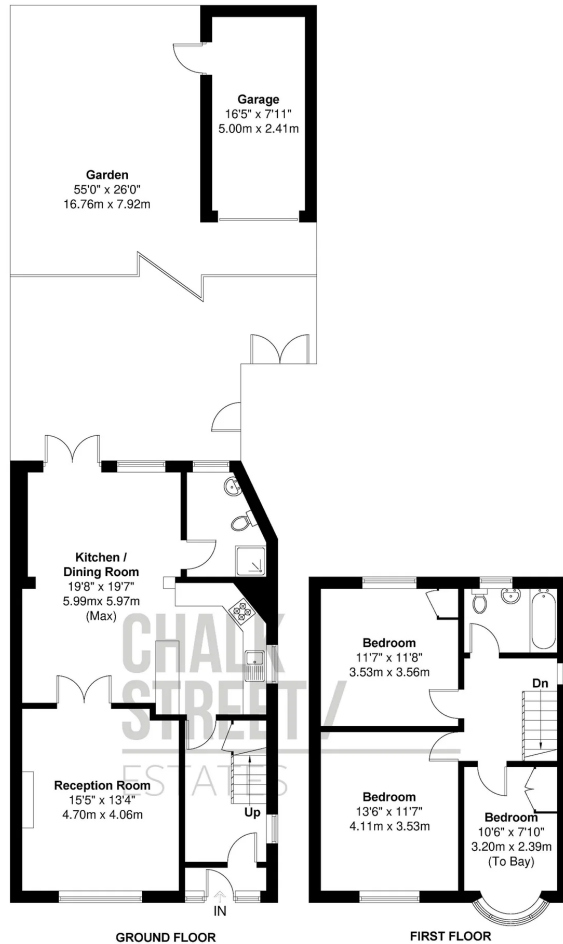 Garage
16'5" x 7'11"
5.00m x 2.41m
Garden
55'0" x 26'0"
16.76m x 7.92m
Kitchen /
Dining Room
19'8" x 19'7"
5.99mx 5.97m
(Max)
CHALK
STREET/
ESTATES
Reception Room
15'5" x 13'4"
4.70m x 4.06m
Up
IN
GROUND FLOOR
Bedroom
11'7" x 11'8"
3.53m x 3.56m
Dn
Bedroom
13'6" x 11'7"
4.11m x 3.53m
Bedroom
10'6" x 7'10"
3.20m x 2.39m
(To Bay)
FIRST FLOOR